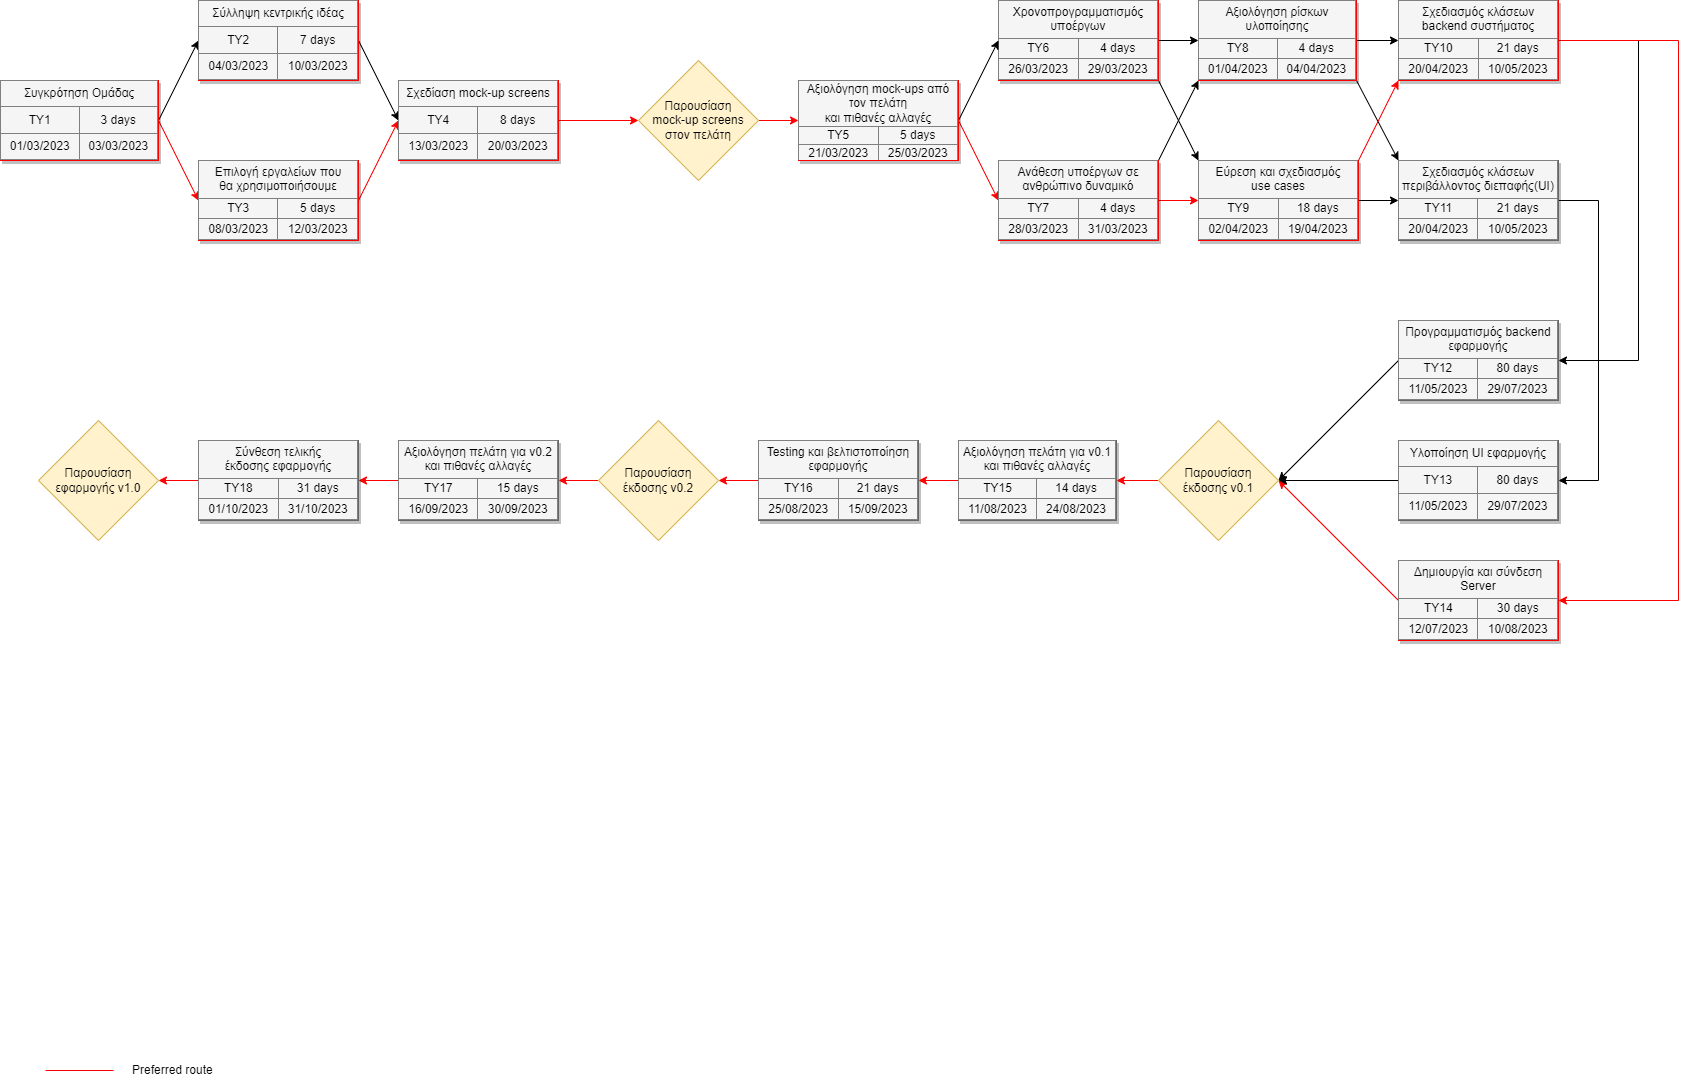 Σύλληψη κεντρικής ιδέας
TY2
7 days
04/03/2023
10/03/2023
Χρονοπρογραμματισμός
υποέργων
TY6
4 days
26/03/2023
29/03/2023
Αξιολόγηση ρίσκων
υλοποίησης
TY8
4 days
01/04/2023
04/04/2023
Σχεδιασμός κλάσεων
backend συστήματος
TY10
21 days
20/04/2023
10/05/2023
Συγκρότηση Ομάδας
TY1
3 days
01/03/2023
03/03/2023
Σχεδίαση mock-up screens
TY4
8 days
13/03/2023
20/03/2023
Παρουσίαση
mock-up screens
στον πελάτη
Αξιολόγηση mock-ups από
τον πελάτη
και πιθανές αλλαγές
TY5
5 days
21/03/2023
25/03/2023
Επιλογή εργαλείων που
θα χρησιμοποιήσουμε
TY3
5 days
08/03/2023
12/03/2023
Ανάθεση υποέργων σε
ανθρώπινο δυναμικό
TY7
4 days
28/03/2023
31/03/2023
Εύρεση και σχεδιασμός
use cases
TY9
18 days
02/04/2023
19/04/2023
Σχεδιασμός κλάσεων
περιβάλλοντος διεπαφής(UI)
TY11
21 days
20/04/2023
10/05/2023
Προγραμματισμός backend
εφαρμογής
TY12
80 days
11/05/2023
29/07/2023
Παρουσίαση
εφαρμογής v1.0
Σύνθεση τελικής
έκδοσης εφαρμογής
TY18
31 days
01/10/2023
31/10/2023
Αξιολόγηση πελάτη για v0.2
και πιθανές αλλαγές
TY17
15 days
16/09/2023
30/09/2023
Παρουσίαση
έκδοσης v0.2
Testing και βελτιστοποίηση
εφαρμογής
TY16
21 days
25/08/2023
15/09/2023
Αξιολόγηση πελάτη για v0.1
και πιθανές αλλαγές
TY15
14 days
11/08/2023
24/08/2023
Παρουσίαση
έκδοσης v0.1
Υλοποίηση UI εφαρμογής
TY13
80 days
11/05/2023
29/07/2023
Δημιουργία και σύνδεση
Server
TY14
30 days
12/07/2023
10/08/2023
Preferred route